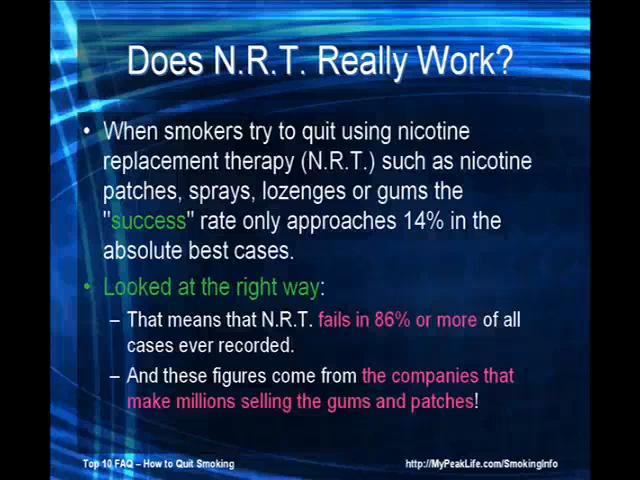 Does N.R.T. Really Work?
• When smokers try to quit using nicotine
replacement therapy (N.R.T.) such as nicotine
patches, sprays, lozenges or gums the
"success" rate only approaches 14% in the
absolute best cases.
• Looked at the right way:
– That means that N.R.T. fails in 86% or more of all
cases ever recorded.
– And these figures come from the companies that
make millions selling the gums and patches!
Top 10 FAQ – How to Quit Smoking
http://MyPeakLife.com/SmokingInfo